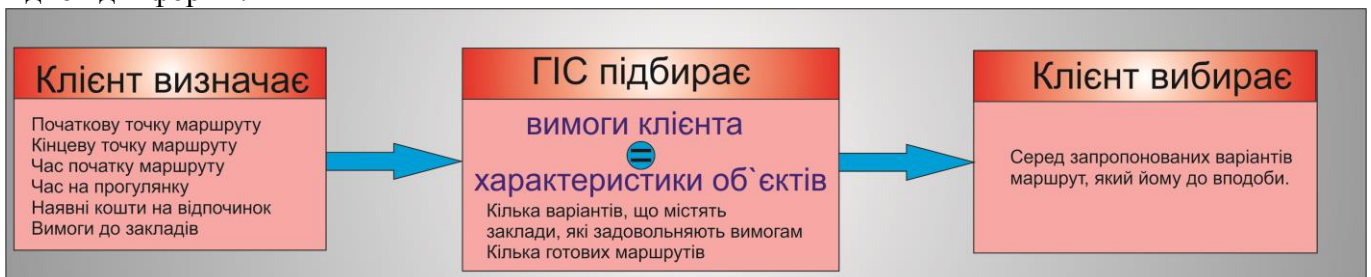 Клієнт визначає
Початкову точку маршруту
Кінцеву точку маршруту
Час початку маршруту
Час на прогулянку
Наявні кошти на відпочинок
Вимоги до закладів
ГІС підбирає
вимоги клієнта
=
характеристики об`єктів
Кілька варіантів, що містять
заклади, які задовольняють вимогам
Кілька готових маршрутів
Клієнт вибирає
Серед запропонованих варіантів
маршрут, який йому до вподоби.